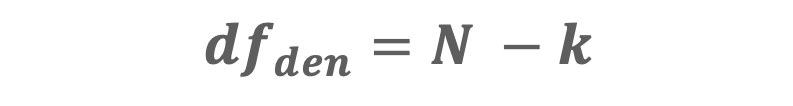 df_den = N − k